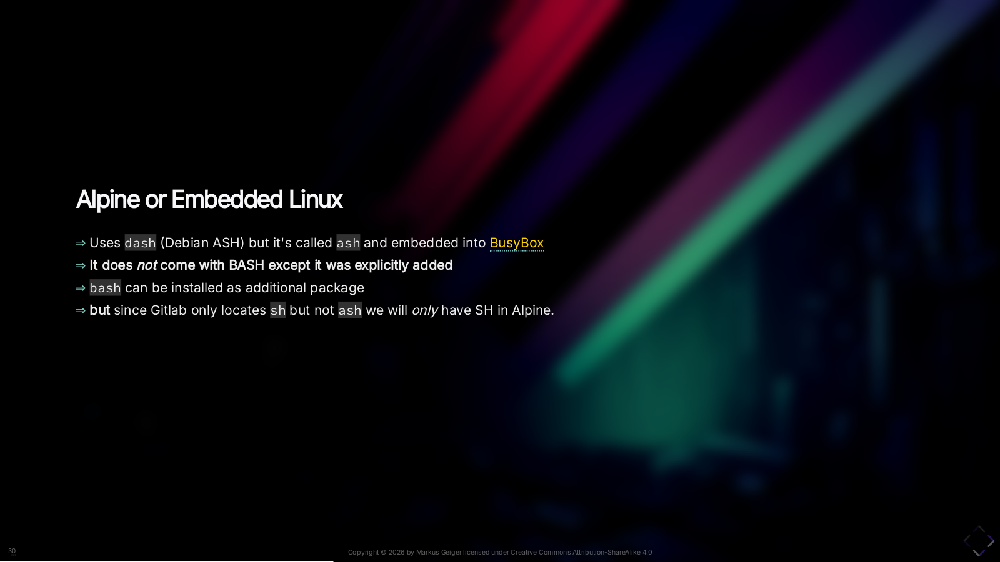 Alpine or Embedded Linux
⇒ Uses dash (Debian ASH) but it's called ash and embedded into BusyBox
⇒ It does not come with BASH except it was explicitly added
⇒ bash can be installed as additional package
⇒ but since Gitlab only locates sh but not ash we will only have SH in Alpine.
30
Copyright © 2026 by Markus Geiger licensed under Creative Commons Attribution-ShareAlike 4.0